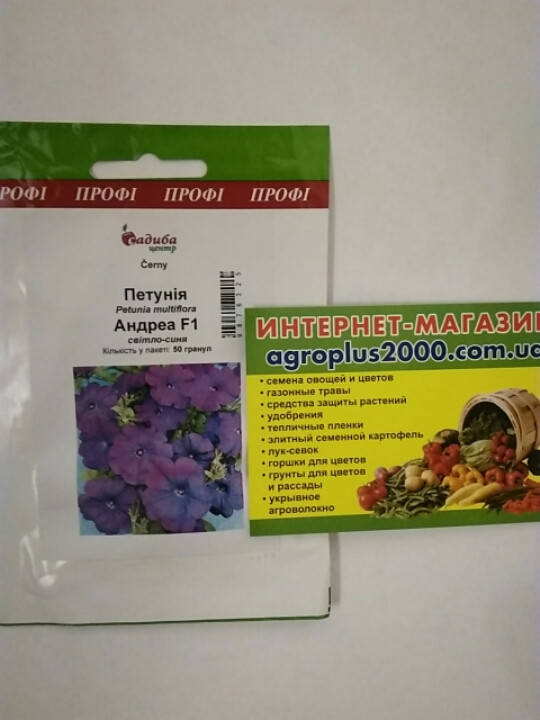 ПРОФІ ПРОФІ ПРОФІ
Садиба
центр
Černy
Петунія
Petunia multiflora
Андреа F1
світло-синя
Кількість у пакеті: 50 гранул
ИНТЕРНЕТ-МАГАЗИН
agroplus2000.com.ua
• семена овощей и цветов
• газонные травы
• средства защиты растений
• удобрения
• тепличные пленки
• элитный семенной картофель
• лук-севок
• горшки для цветов
• грунты для цветов
и рассады
• укрывное
агроволокно